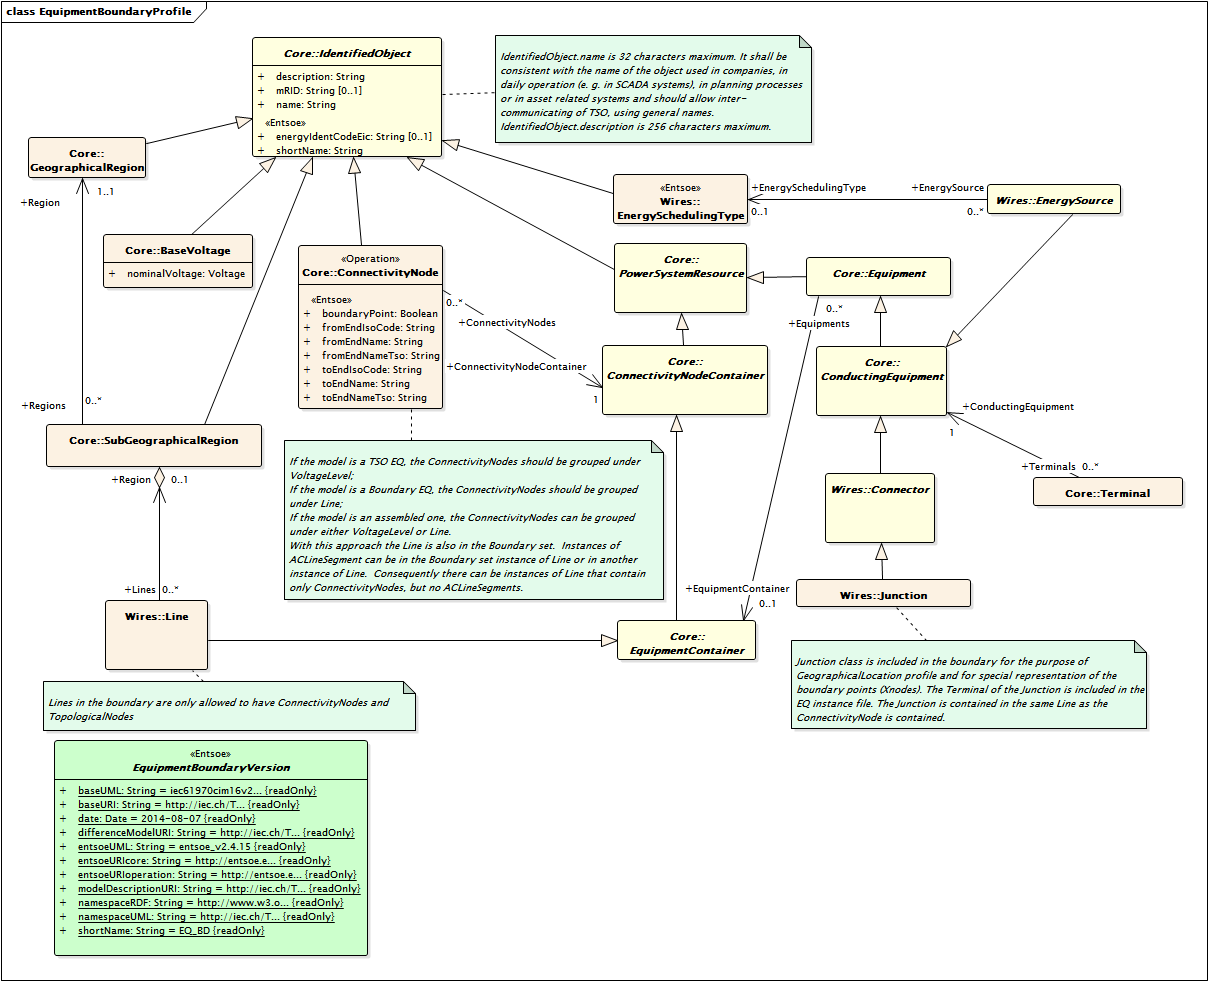 class EquipmentBoundaryProfile
Core::IdentifiedObject
+ description: String
+ mRID: String [0..1]
+ name: String
«Entsoe»
+ energyIdentCodeEic: String [0..1]
+ shortName: String
IdentifiedObject.name is 32 characters maximum. It shall be
consistent with the name of the object used in companies, in
daily operation (e. g. in SCADA systems), in planning processes
or in asset related systems and should allow inter-
communicating of TSO, using general names.
IdentifiedObject.description is 256 characters maximum.
Core::
GeographicalRegion
+Region
1..1
«Entsoe»
Wires::
EnergySchedulingType
+EnergySchedulingType
0..1
+EnergySource
0..*
Wires::EnergySource
Core::BaseVoltage
+ nominalVoltage: Voltage
«Operation»
Core::ConnectivityNode
«Entsoe»
+ boundaryPoint: Boolean
+ fromEndIsoCode: String
+ fromEndName: String
+ fromEndNameTso: String
+ toEndIsoCode: String
+ toEndName: String
+ toEndNameTso: String
0..*
+ConnectivityNodes
+ConnectivityNodeContainer
1
Core::
PowerSystemResource
Core::Equipment
0..*
+Equipments
Core::
ConnectivityNodeContainer
Core::
ConductingEquipment
+ConductingEquipment
1
+Terminals 0..*
Core::Terminal
+Regions
0..*
Core::SubGeographicalRegion
+Region
0..1
If the model is a TSO EQ, the ConnectivityNodes should be grouped under
VoltageLevel;
If the model is a Boundary EQ, the ConnectivityNodes should be grouped
under Line;
If the model is an assembled one, the ConnectivityNodes can be grouped
under either VoltageLevel or Line.
With this approach the Line is also in the Boundary set. Instances of
ACLineSegment can be in the Boundary set instance of Line or in another
instance of Line. Consequently there can be instances of Line that contain
only ConnectivityNodes, but no ACLineSegments.
Wires::Connector
+Lines 0..*
Wires::Line
+EquipmentContainer
0..1
Wires::Junction
Core::
EquipmentContainer
Junction class is included in the boundary for the purpose of
GeographicalLocation profile and for special representation of the
boundary points (Xnodes). The Terminal of the Junction is included in the
EQ instance file. The Junction is contained in the same Line as the
ConnectivityNode is contained.
Lines in the boundary are only allowed to have ConnectivityNodes and
TopologicalNodes
«Entsoe»
EquipmentBoundaryVersion
+ baseUML: String = iec61970cim16v2... {readOnly}
+ baseURI: String = http://iec.ch/T... {readOnly}
+ date: Date = 2014-08-07 {readOnly}
+ differenceModelURI: String = http://iec.ch/T... {readOnly}
+ entsoeUML: String = entsoe_v2.4.15 {readOnly}
+ entsoeURIcore: String = http://entsoe.e... {readOnly}
+ entsoeURIoperation: String = http://entsoe.e... {readOnly}
+ modelDescriptionURI: String = http://iec.ch/T... {readOnly}
+ namespaceRDF: String = http://www.w3.o... {readOnly}
+ namespaceUML: String = http://iec.ch/T... {readOnly}
+ shortName: String = EQ_BD {readOnly}